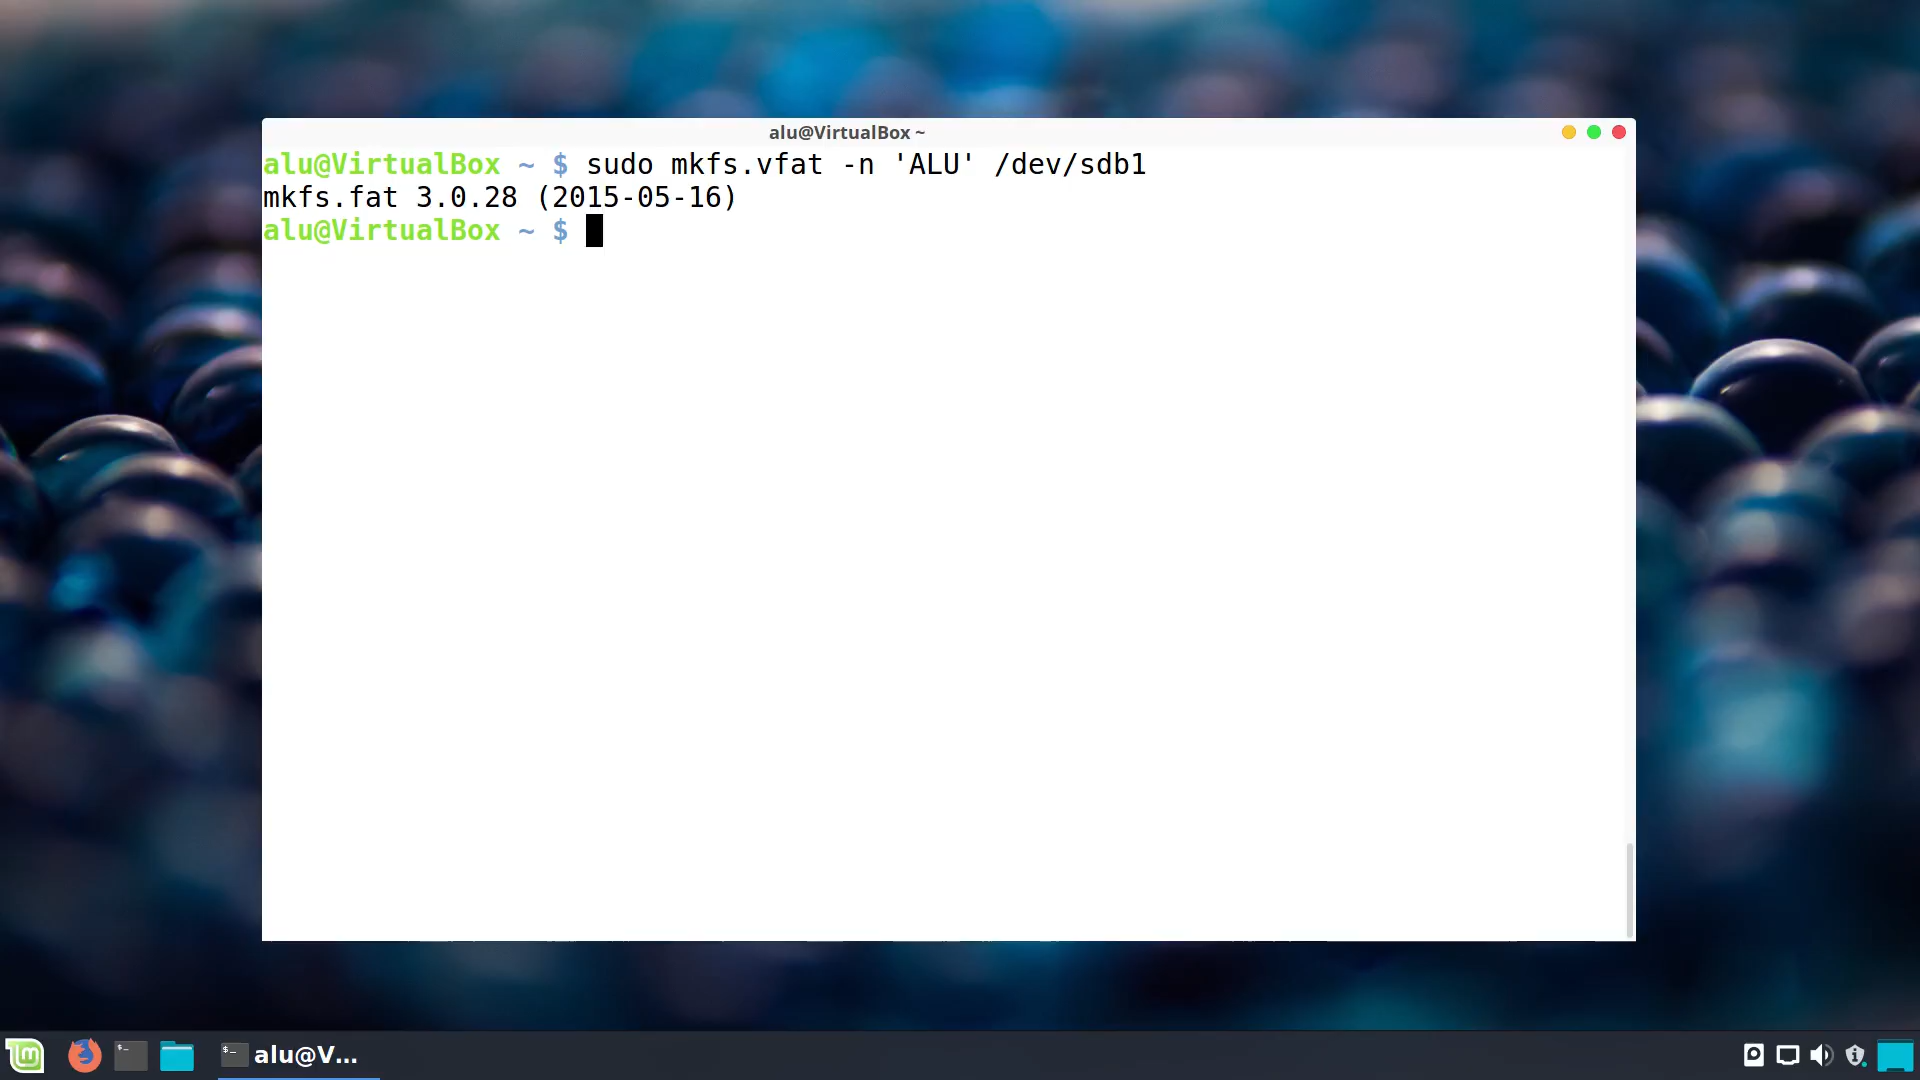 alu@VirtualBox ~
alu@VirtualBox ~ $ sudo mkfs.vfat -n 'ALU' /dev/sdb1
mkfs.fat 3.0.28 (2015-05-16)
alu@VirtualBox ~ $
alu@V...